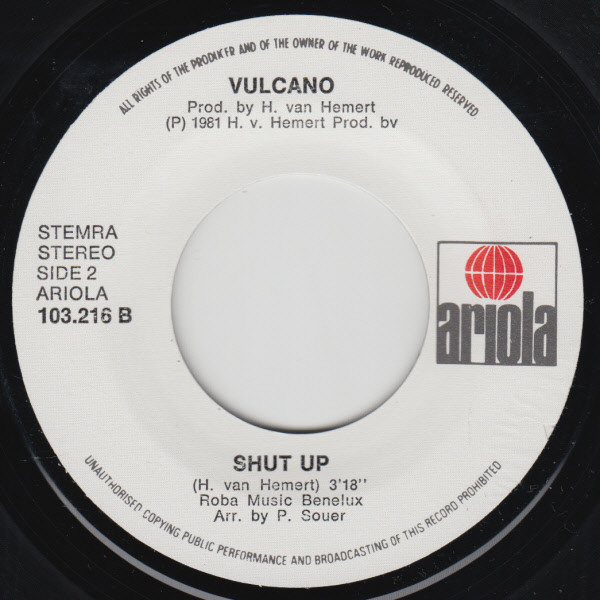 ALL RIGHTS OF THE PRODUCER AND OF THE OWNER OF THE WORK REPRODUCED RESERVED
VULCANO
Prod. by H. van Hemert
(P) 1981 H. v. Hemert Prod. bv
STEMRA
STEREO
SIDE 2
ARIOLA
103.216 B
ariola
SHUT UP
(H. van Hemert) 3'18''
Roba Music Benelux
Arr. by P. Souer
UNAUTHORISED COPYING PUBLIC PERFORMANCE AND BROADCASTING OF THIS RECORD PROHIBITED